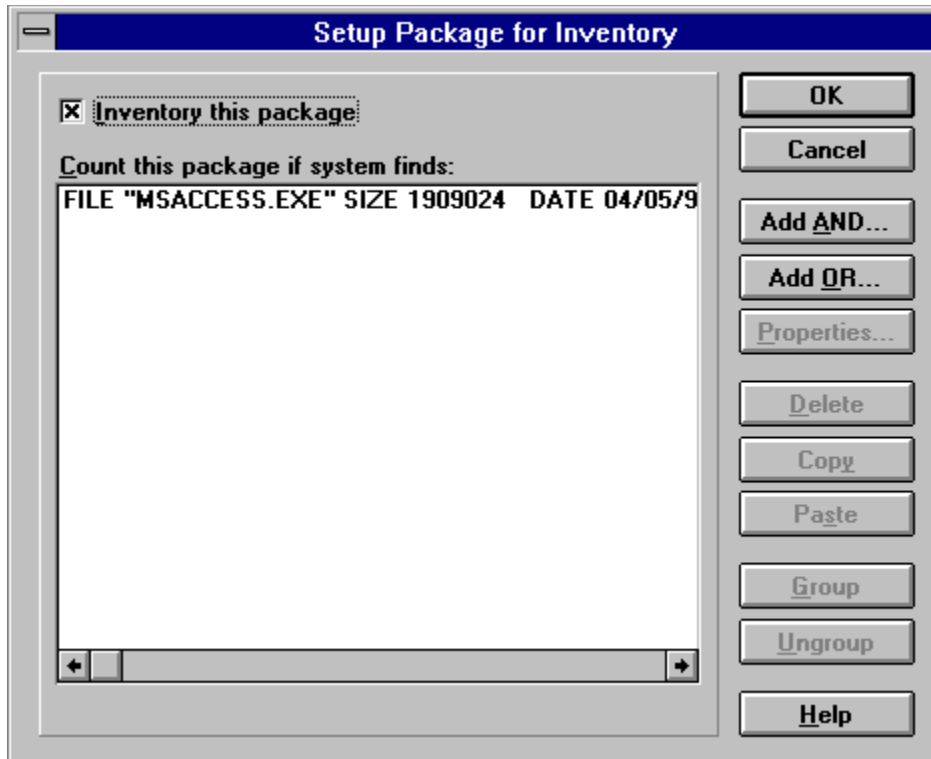 Setup Package for Inventory
Inventory this package
Count this package if system finds:
FILE "MSACCESS.EXE" SIZE 1909024 DATE 04/05/9
OK
Cancel
Add AND...
Add OR...
Properties...
Delete
Copy
Paste
Group
Ungroup
Help